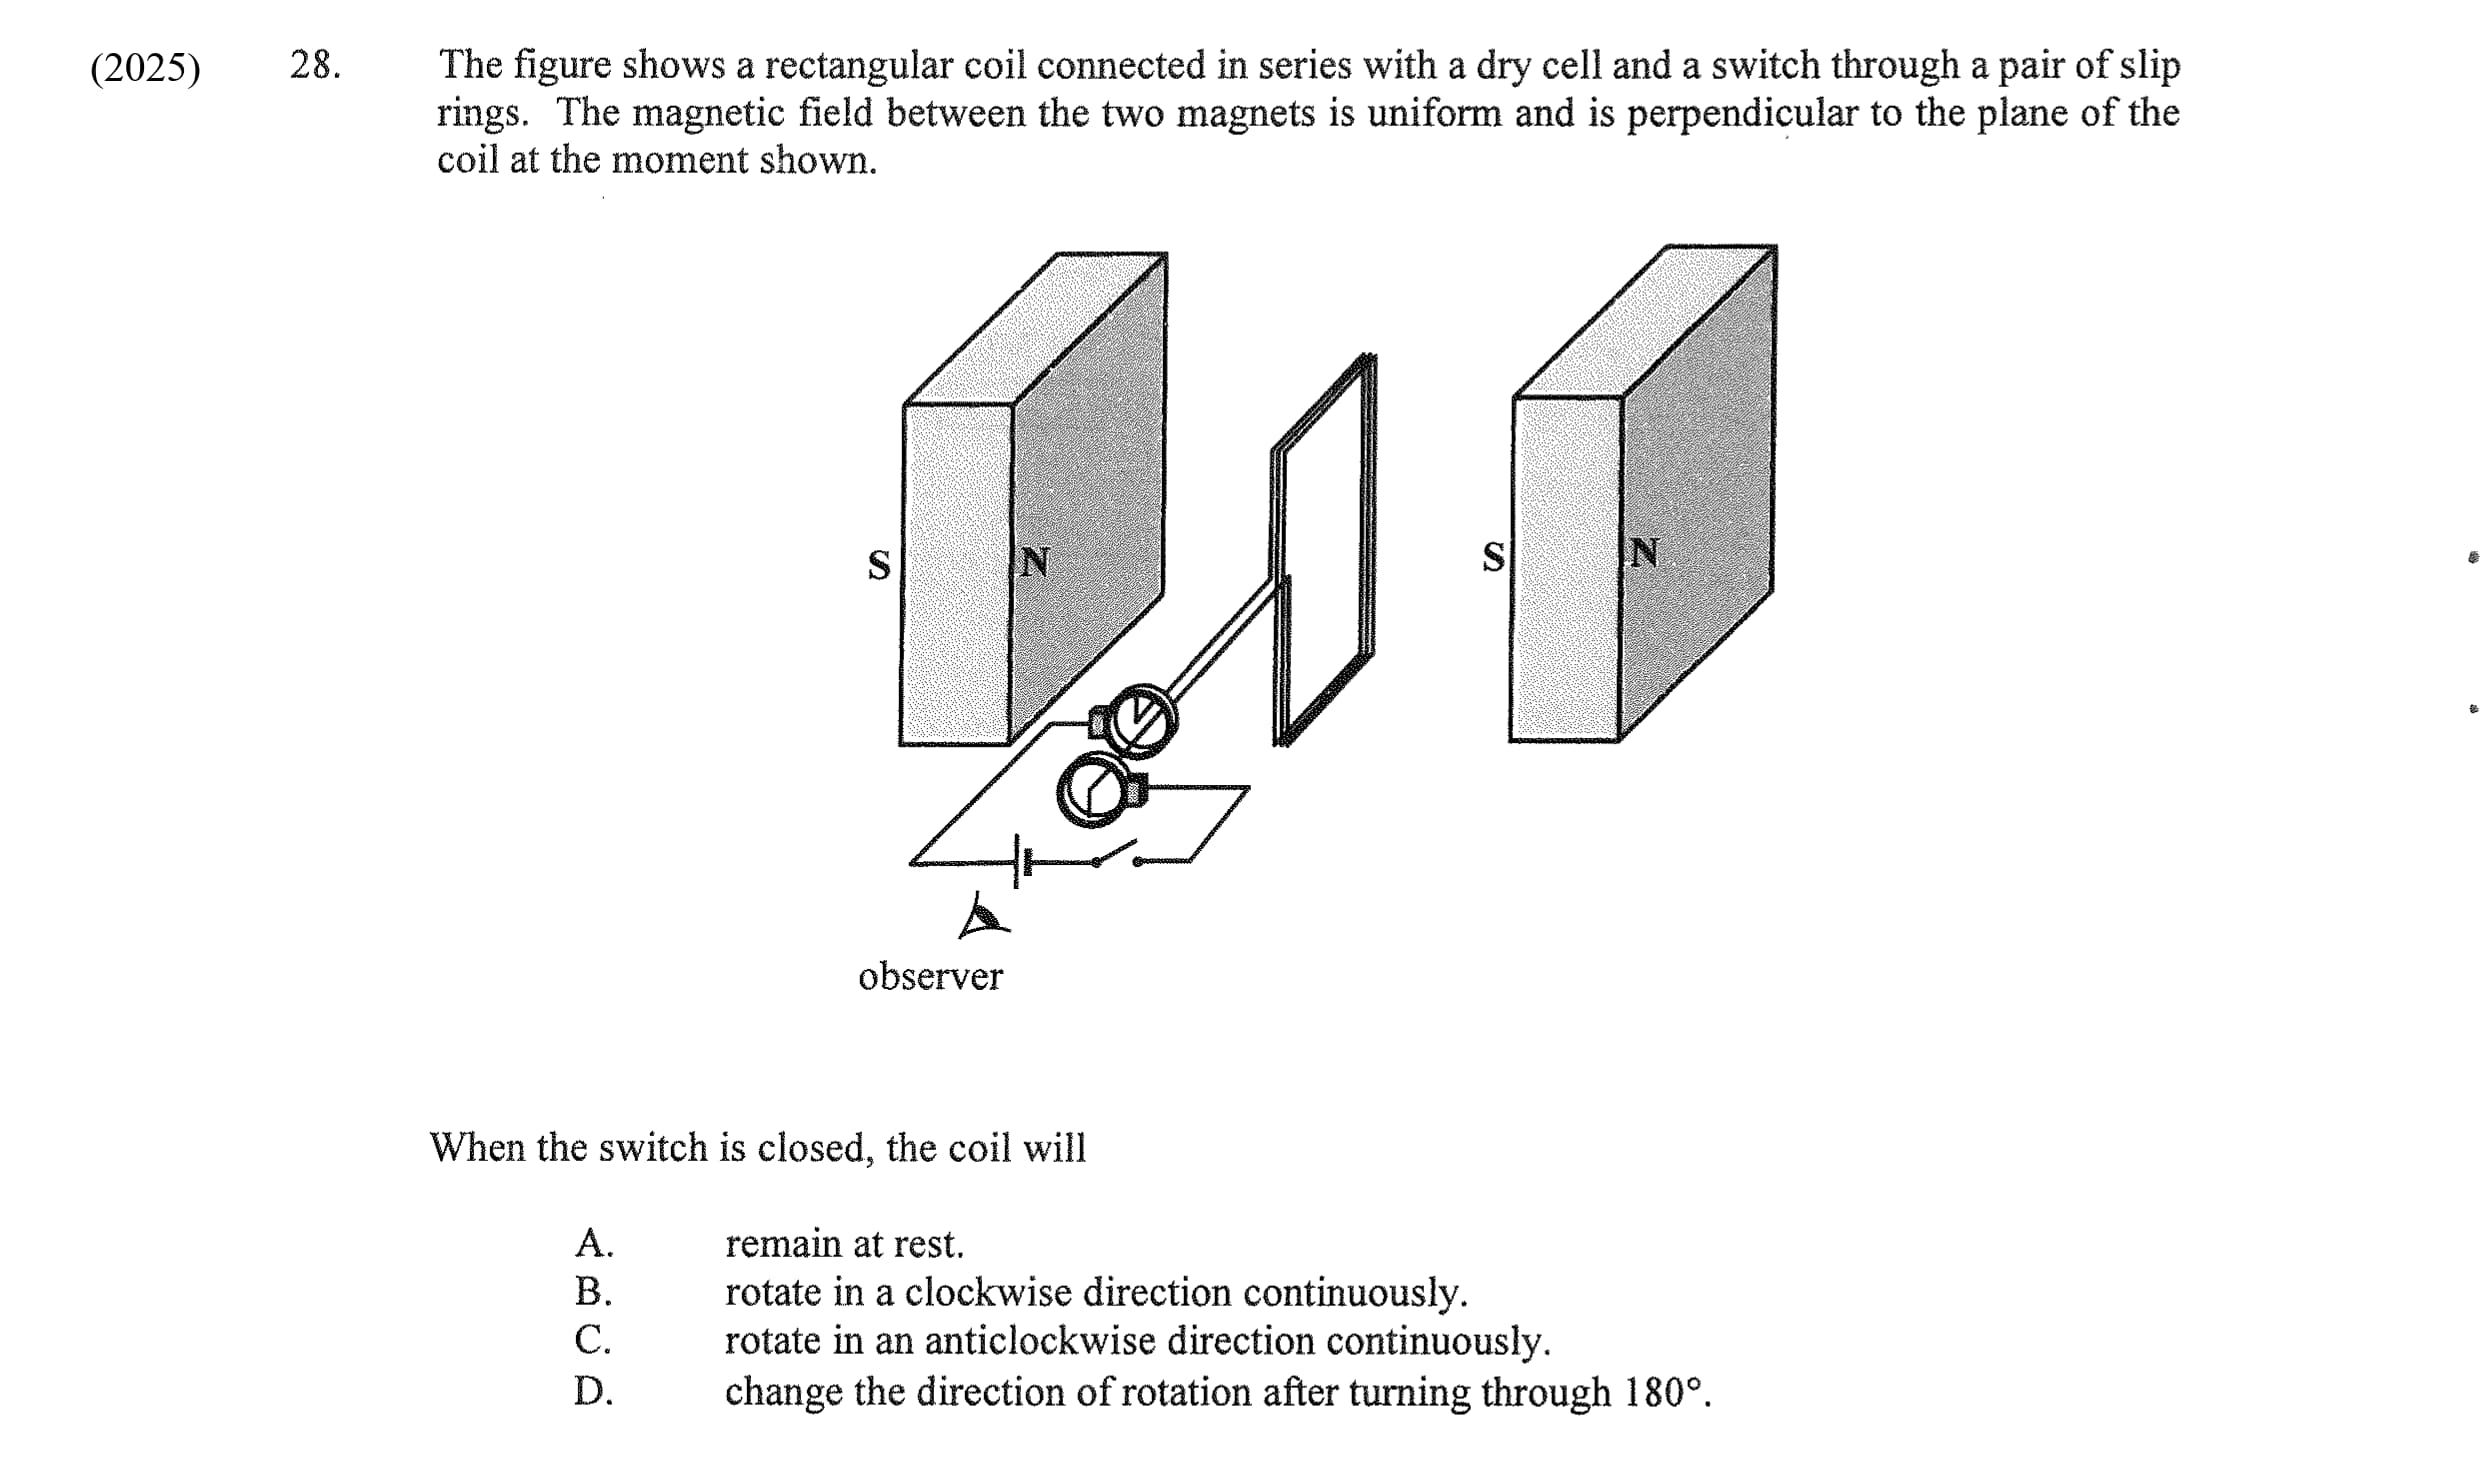 (2025) 28. The figure shows a rectangular coil connected in series with a dry cell and a switch through a pair of slip
rings. The magnetic field between the two magnets is uniform and is perpendicular to the plane of the
coil at the moment shown.
S N S N
observer
When the switch is closed, the coil will
A. remain at rest.
B. rotate in a clockwise direction continuously.
C. rotate in an anticlockwise direction continuously.
D. change the direction of rotation after turning through 180°.